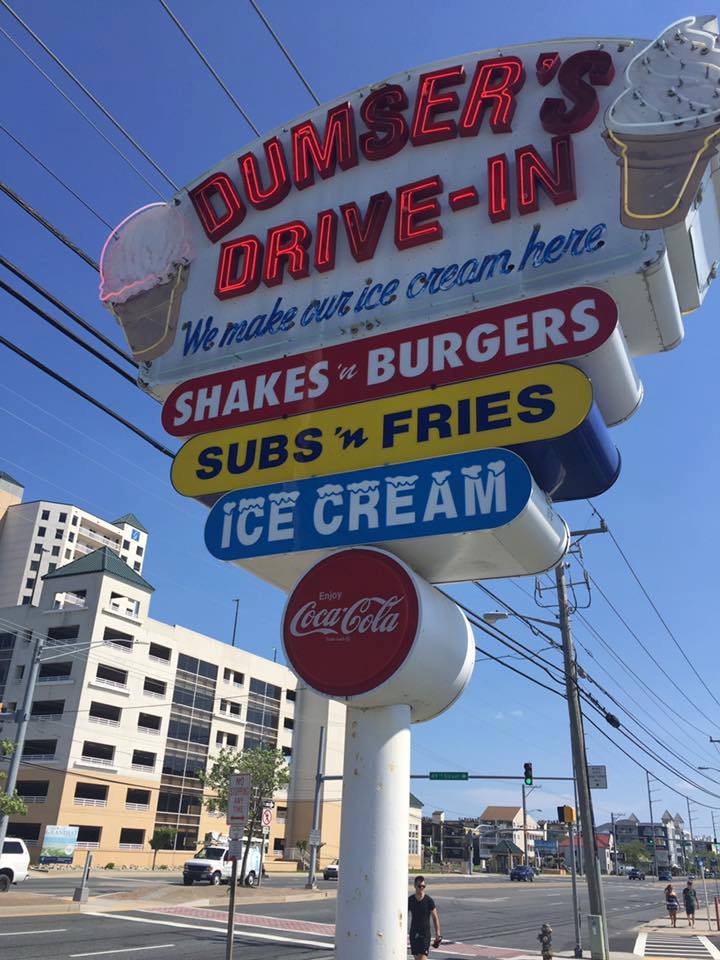 DUMSER'S
DRIVE-IN
We make our ice cream here
SHAKES 'n BURGERS
SUBS 'n FRIES
ICE CREAM
Enjoy
Coca-Cola